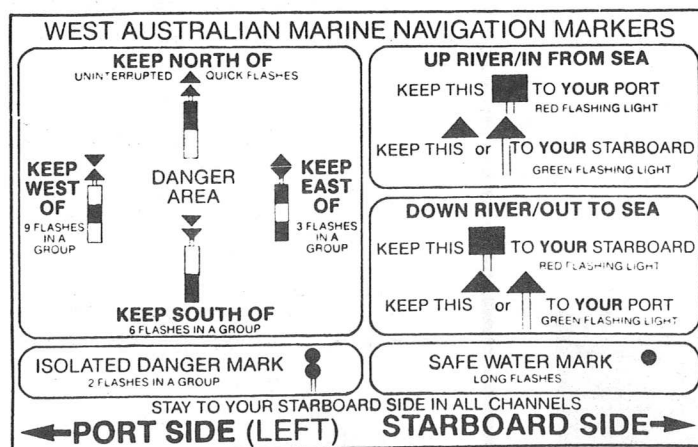 WEST AUSTRALIAN MARINE NAVIGATION MARKERS
KEEP NORTH OF
UNINTERRUPTED QUICK FLASHES
KEEP
WEST
OF
9 FLASHES
IN A
GROUP
DANGER
AREA
KEEP
EAST
OF
3 FLASHES
IN A
GROUP
KEEP SOUTH OF
6 FLASHES IN A GROUP
UP RIVER/IN FROM SEA
KEEP THIS TO YOUR PORT
RED FLASHING LIGHT
KEEP THIS or TO YOUR STARBOARD
GREEN FLASHING LIGHT
DOWN RIVER/OUT TO SEA
KEEP THIS TO YOUR STARBOARD
RED FLASHING LIGHT
KEEP THIS or TO YOUR PORT
GREEN FLASHING LIGHT
ISOLATED DANGER MARK
2 FLASHES IN A GROUP
SAFE WATER MARK
LONG FLASHES
STAY TO YOUR STARBOARD SIDE IN ALL CHANNELS
PORT SIDE (LEFT) STARBOARD SIDE